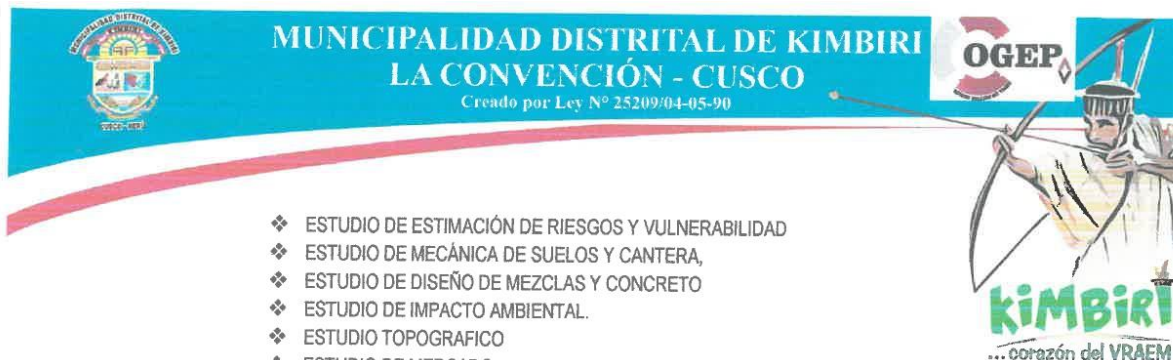 MUNICIPALIDAD DISTRITAL DE KIMBIRI
LA CONVENCIÓN - CUSCO
Creado por Ley N° 25209/04-05-90
OGEP
CUSCO - PERÚ
❖ ESTUDIO DE ESTIMACIÓN DE RIESGOS Y VULNERABILIDAD
❖ ESTUDIO DE MECÁNICA DE SUELOS Y CANTERA,
❖ ESTUDIO DE DISEÑO DE MEZCLAS Y CONCRETO
❖ ESTUDIO DE IMPACTO AMBIENTAL.
❖ ESTUDIO TOPOGRAFICO
KiMBiRi
... corazón del VRAEM